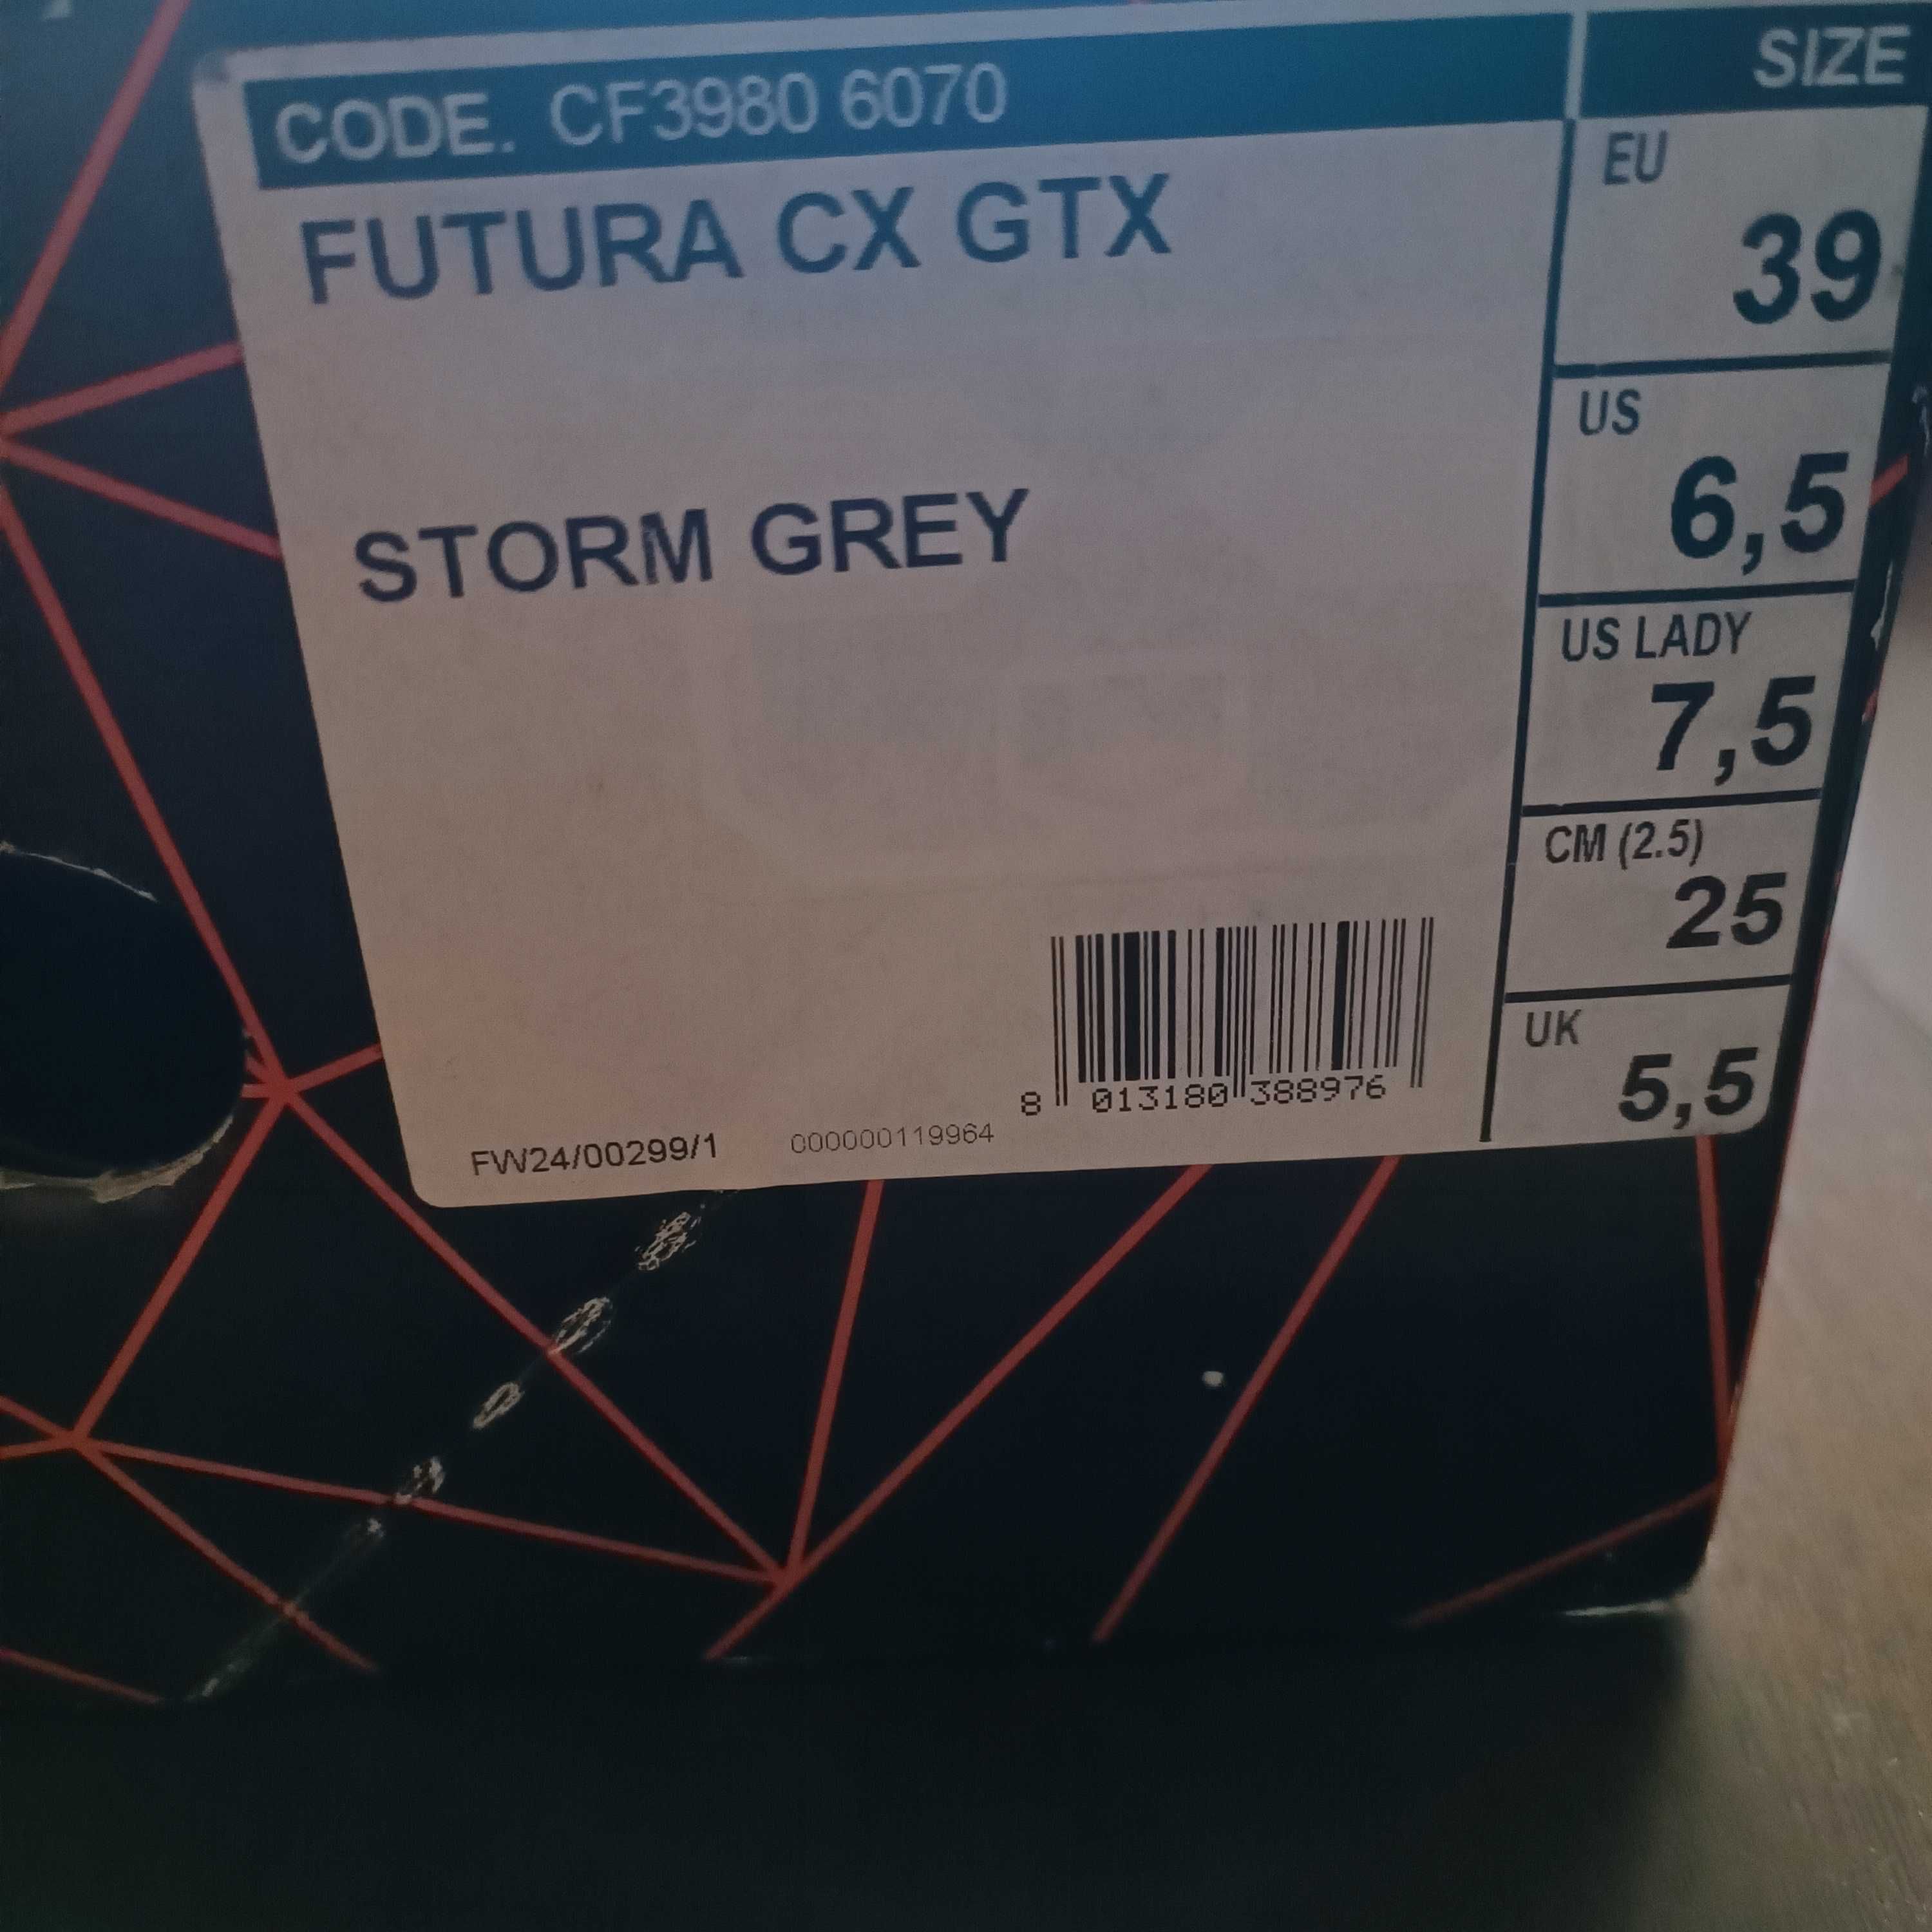 CODE. CF3980 6070
FUTURA CX GTX
STORM GREY
SIZE
EU
39
US
6,5
US LADY
7,5
CM (2.5)
25
UK
5,5
8 013180 388976
FW24/00299/1 000000119964